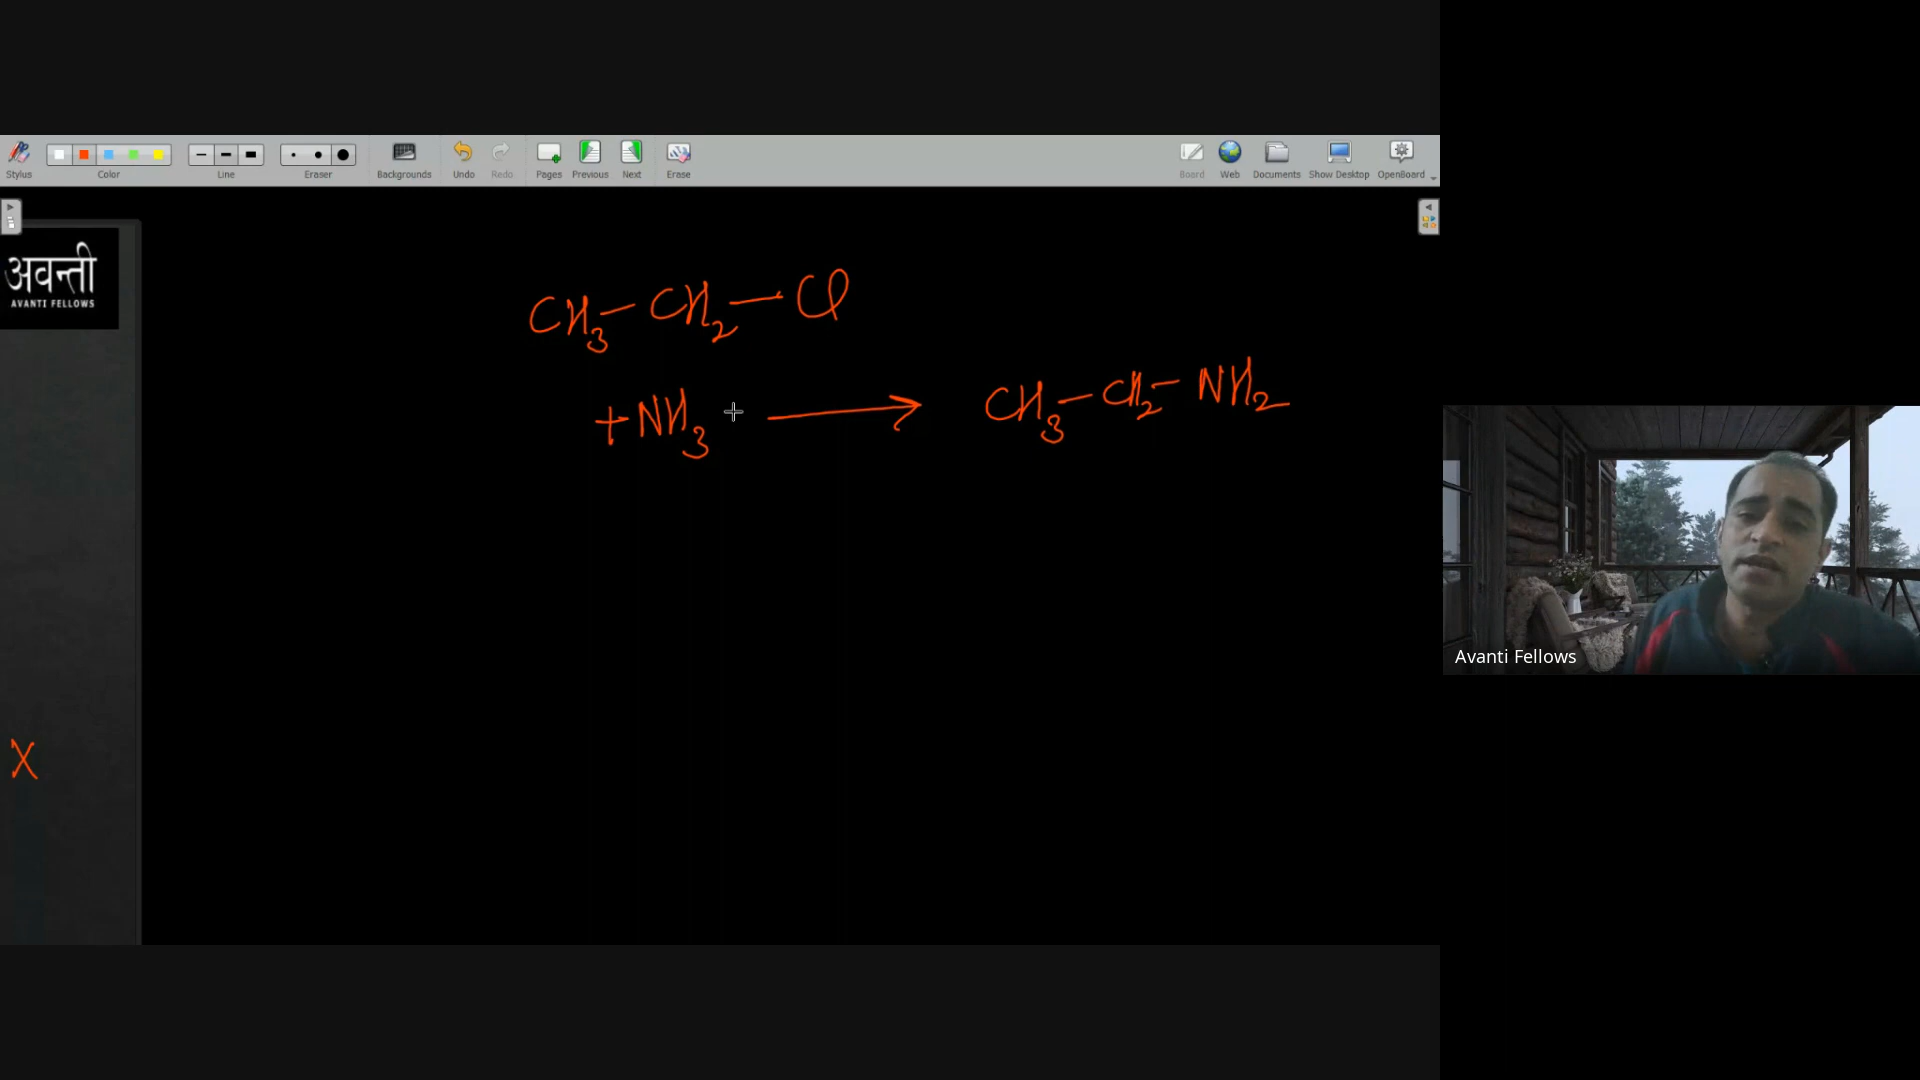 Stylus
Color
Line
Eraser
Backgrounds
Undo
Redo
Pages
Previous
Next
Erase
Board
Web
Documents
Show Desktop
OpenBoard
अवन्ती
AVANTI FELLOWS
CH3-CH2-Cl
+NH3 → CH3-CH2-NH2
X
Avanti Fellows